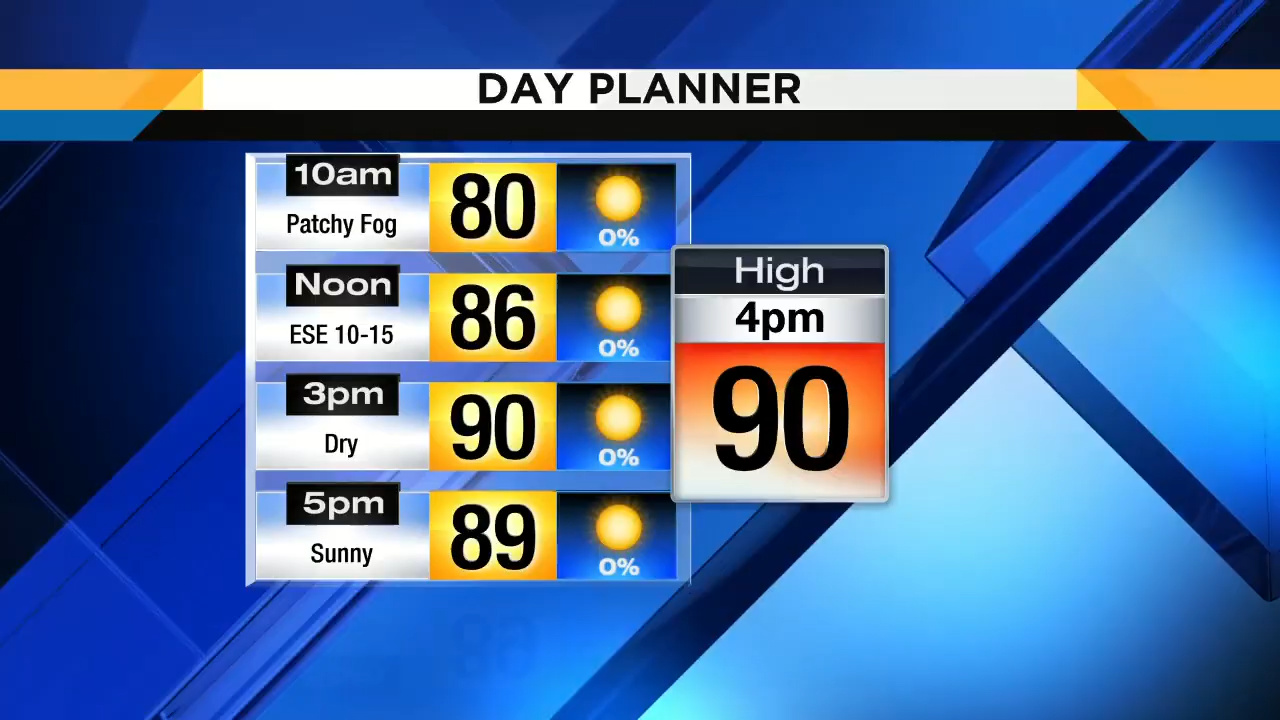 DAY PLANNER
10am
Patchy Fog
80
0%
Noon
ESE 10-15
86
0%
3pm
Dry
90
0%
5pm
Sunny
89
0%
High
4pm
90